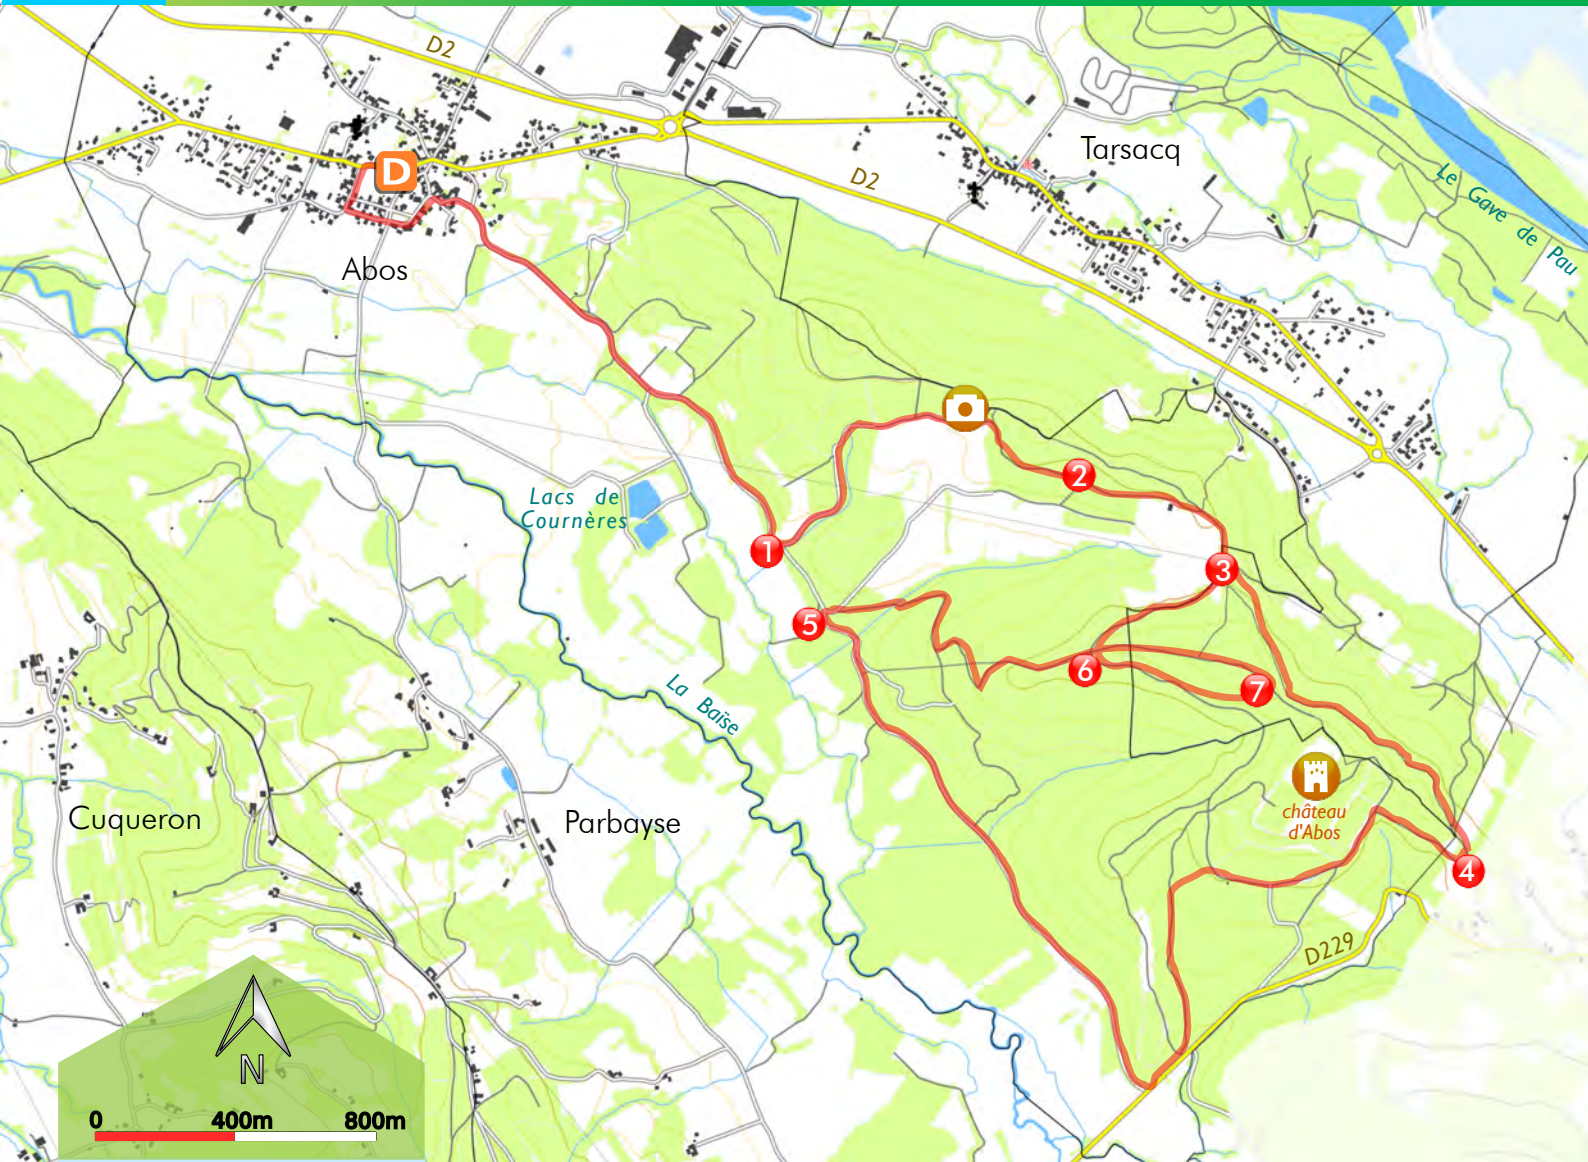 D2
D
Tarsacq
D2
Le Gave de Pau
Abos
Lacs de
Cournères
1
2
3
5
6
7
La Baïse
château
d'Abos
Cuqueron
Parbayse
4
D229
N
0 400m 800m